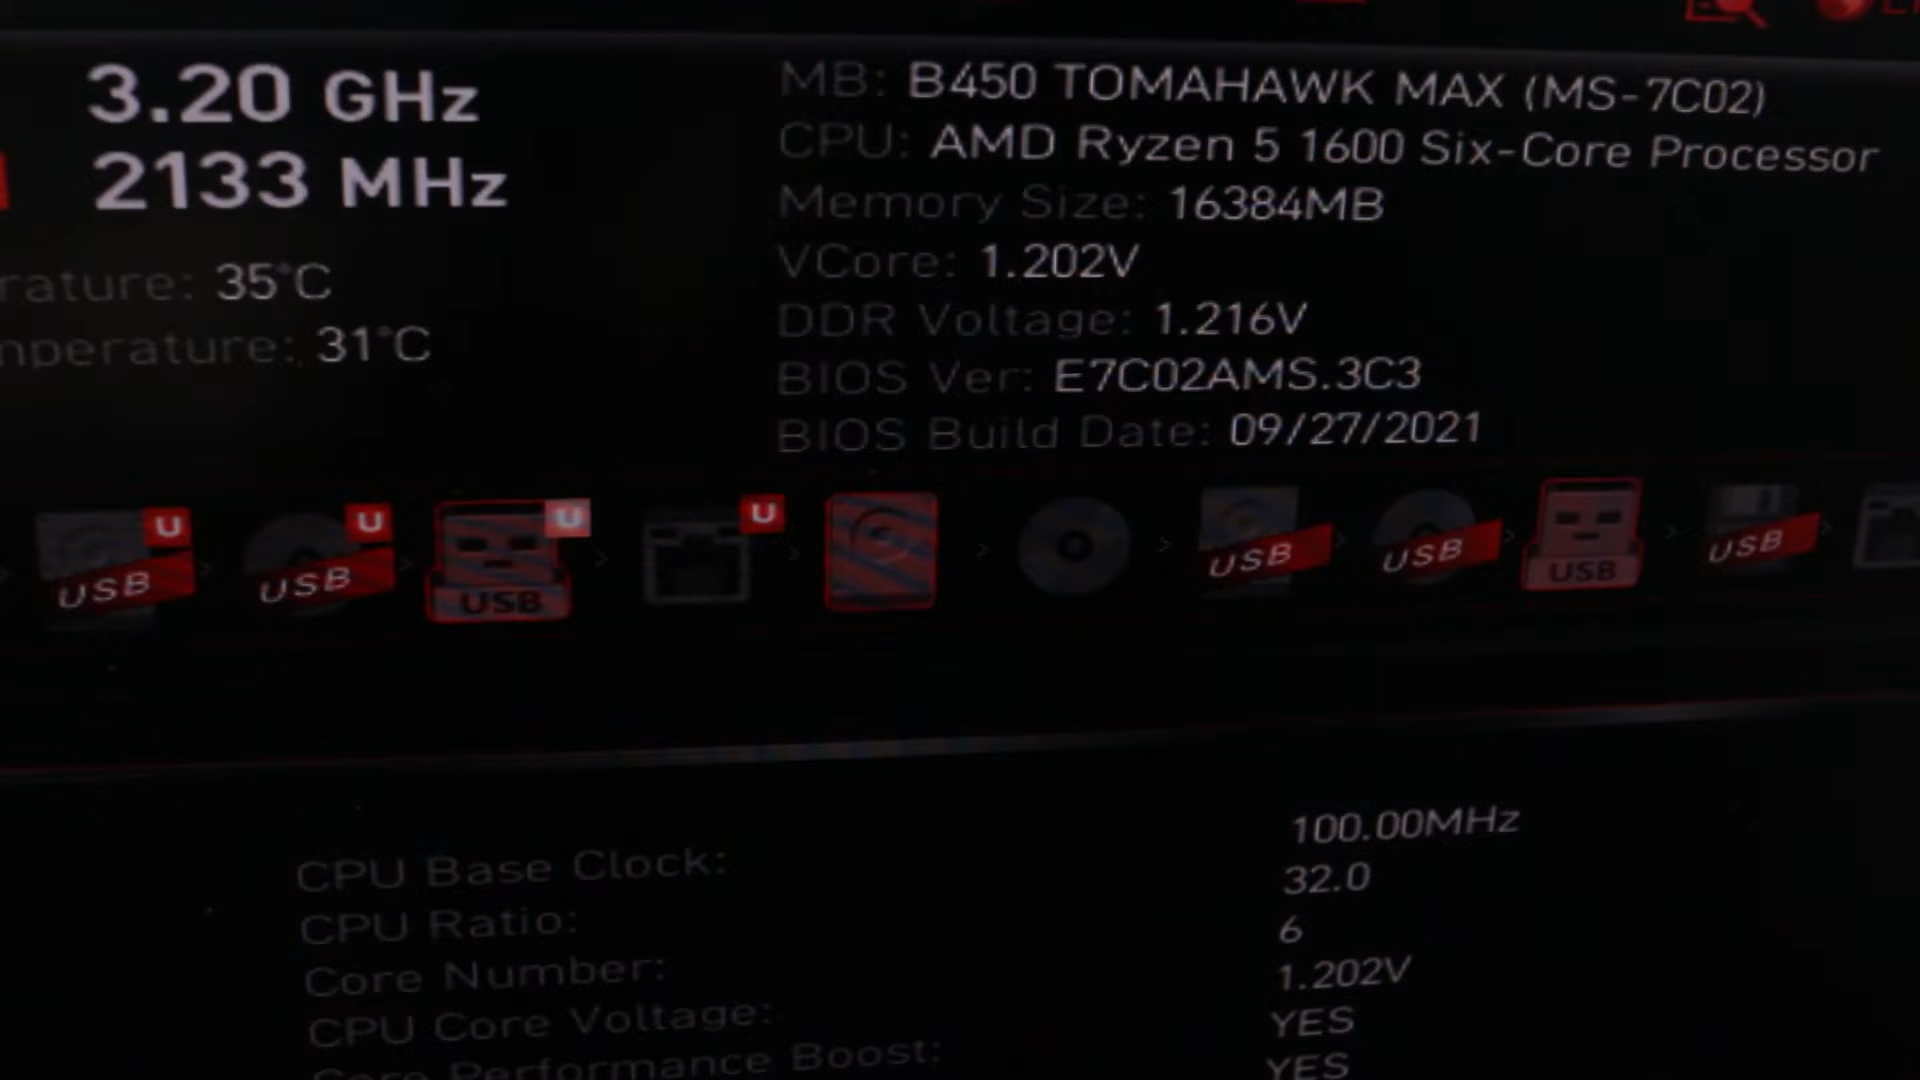 3.20 GHz
2133 MHz
rature: 35°C
nperature: 31°C
MB: B450 TOMAHAWK MAX (MS-7C02)
CPU: AMD Ryzen 5 1600 Six-Core Processor
Memory Size: 16384MB
VCore: 1.202V
DDR Voltage: 1.216V
BIOS Ver: E7C02AMS.3C3
BIOS Build Date: 09/27/2021
U U U U
USB USB USB USB USB USB USB
CPU Base Clock: 100.00MHz
CPU Ratio: 32.0
Core Number: 6
CPU Core Voltage: 1.202V
Core Performance Boost: YES
YES